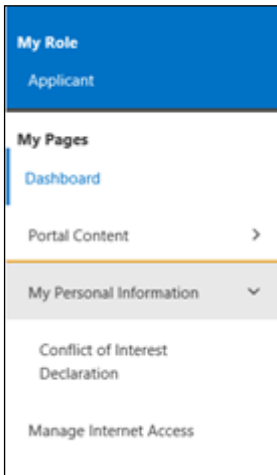 My Role
Applicant
My Pages
Dashboard
Portal Content
My Personal Information
Conflict of Interest
Declaration
Manage Internet Access